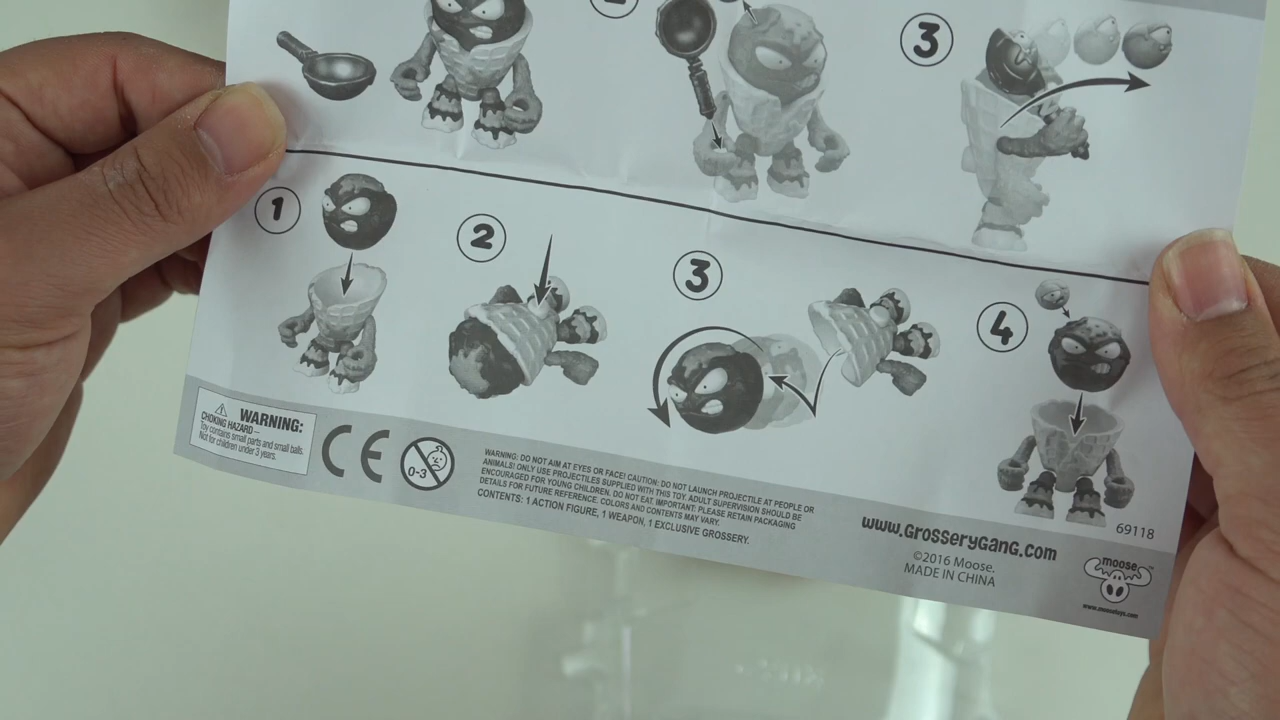 3
1
2
3
4
WARNING:
CHOKING HAZARD —
Toy contains small parts and small balls.
Not for children under 3 years.
CE
0-3
WARNING: DO NOT AIM AT EYES OR FACE! CAUTION: DO NOT LAUNCH PROJECTILE AT PEOPLE OR
ANIMALS! ONLY USE PROJECTILES SUPPLIED WITH THIS TOY. ADULT SUPERVISION SHOULD BE
ENCOURAGED FOR YOUNG CHILDREN. DO NOT EAT. IMPORTANT: PLEASE RETAIN PACKAGING
DETAILS FOR FUTURE REFERENCE. COLORS AND CONTENTS MAY VARY.
CONTENTS: 1 ACTION FIGURE, 1 WEAPON, 1 EXCLUSIVE GROSSERY.
www.GrosseryGang.com
©2016 Moose.
MADE IN CHINA
69118
moose™
www.moosetoys.com